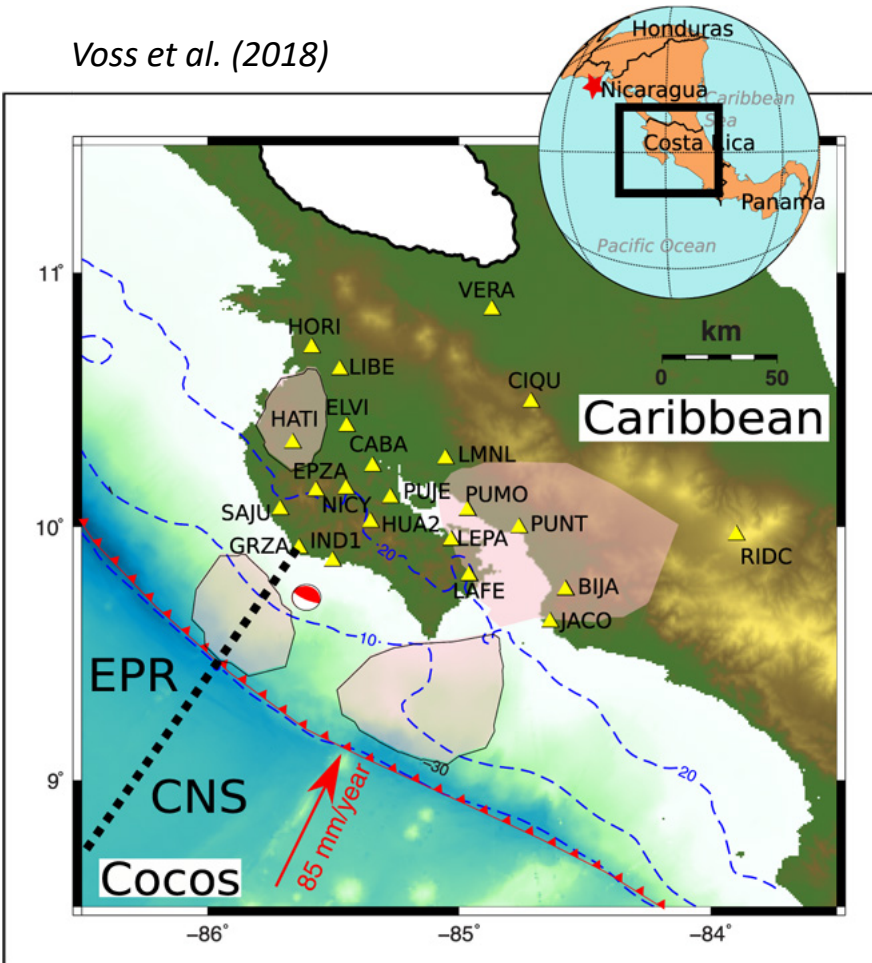 Voss et al. (2018)
Honduras
Nicaragua
Caribbean
Sea
Costa Rica
Panama
Pacific Ocean
11°
VERA
km
0 50
HORI
LIBE
CIQU
Caribbean
HATI
ELVI
CABA
LMNL
EPZA
NICY
PUJE
PUMO
10°
SAJU
HUA2
PUNT
GRZA
IND1
20
LEPA
RIDC
LAFE
BIJA
JACO
10
EPR
30
20
9°
CNS
85 mm/year
Cocos
−86° −85° −84°